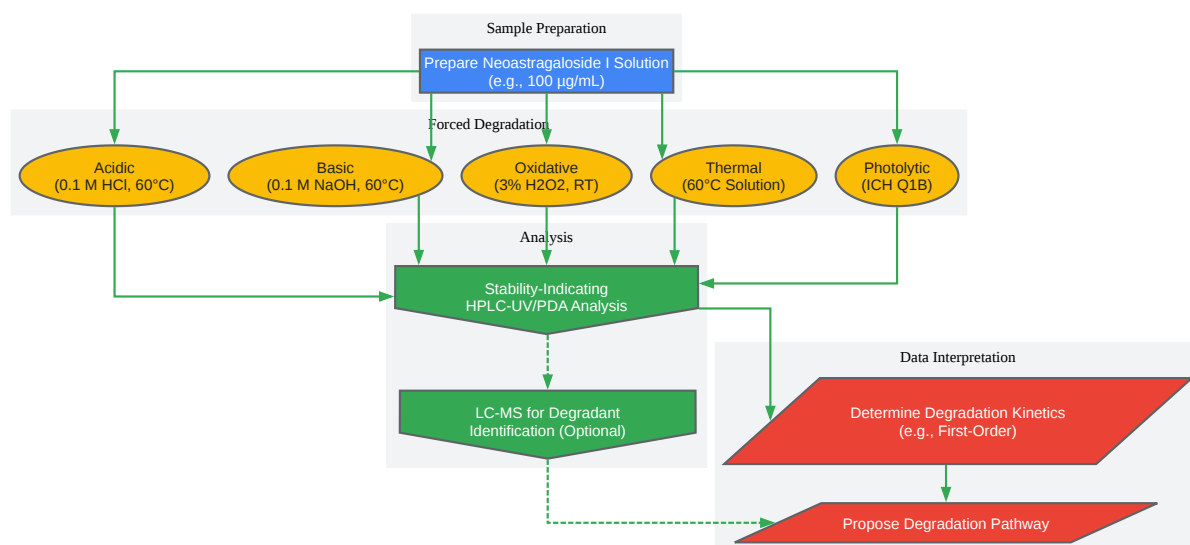 Sample Preparation
Prepare Neoastragaloside I Solution
(e.g., 100 µg/mL)
Forced Degradation
Acidic
(0.1 M HCl, 60°C)
Basic
(0.1 M NaOH, 60°C)
Oxidative
(3% H2O2, RT)
Thermal
(60°C Solution)
Photolytic
(ICH Q1B)
Analysis
Stability-Indicating
HPLC-UV/PDA Analysis
LC-MS for Degradant
Identification (Optional)
Data Interpretation
Determine Degradation Kinetics
(e.g., First-Order)
Propose Degradation Pathway